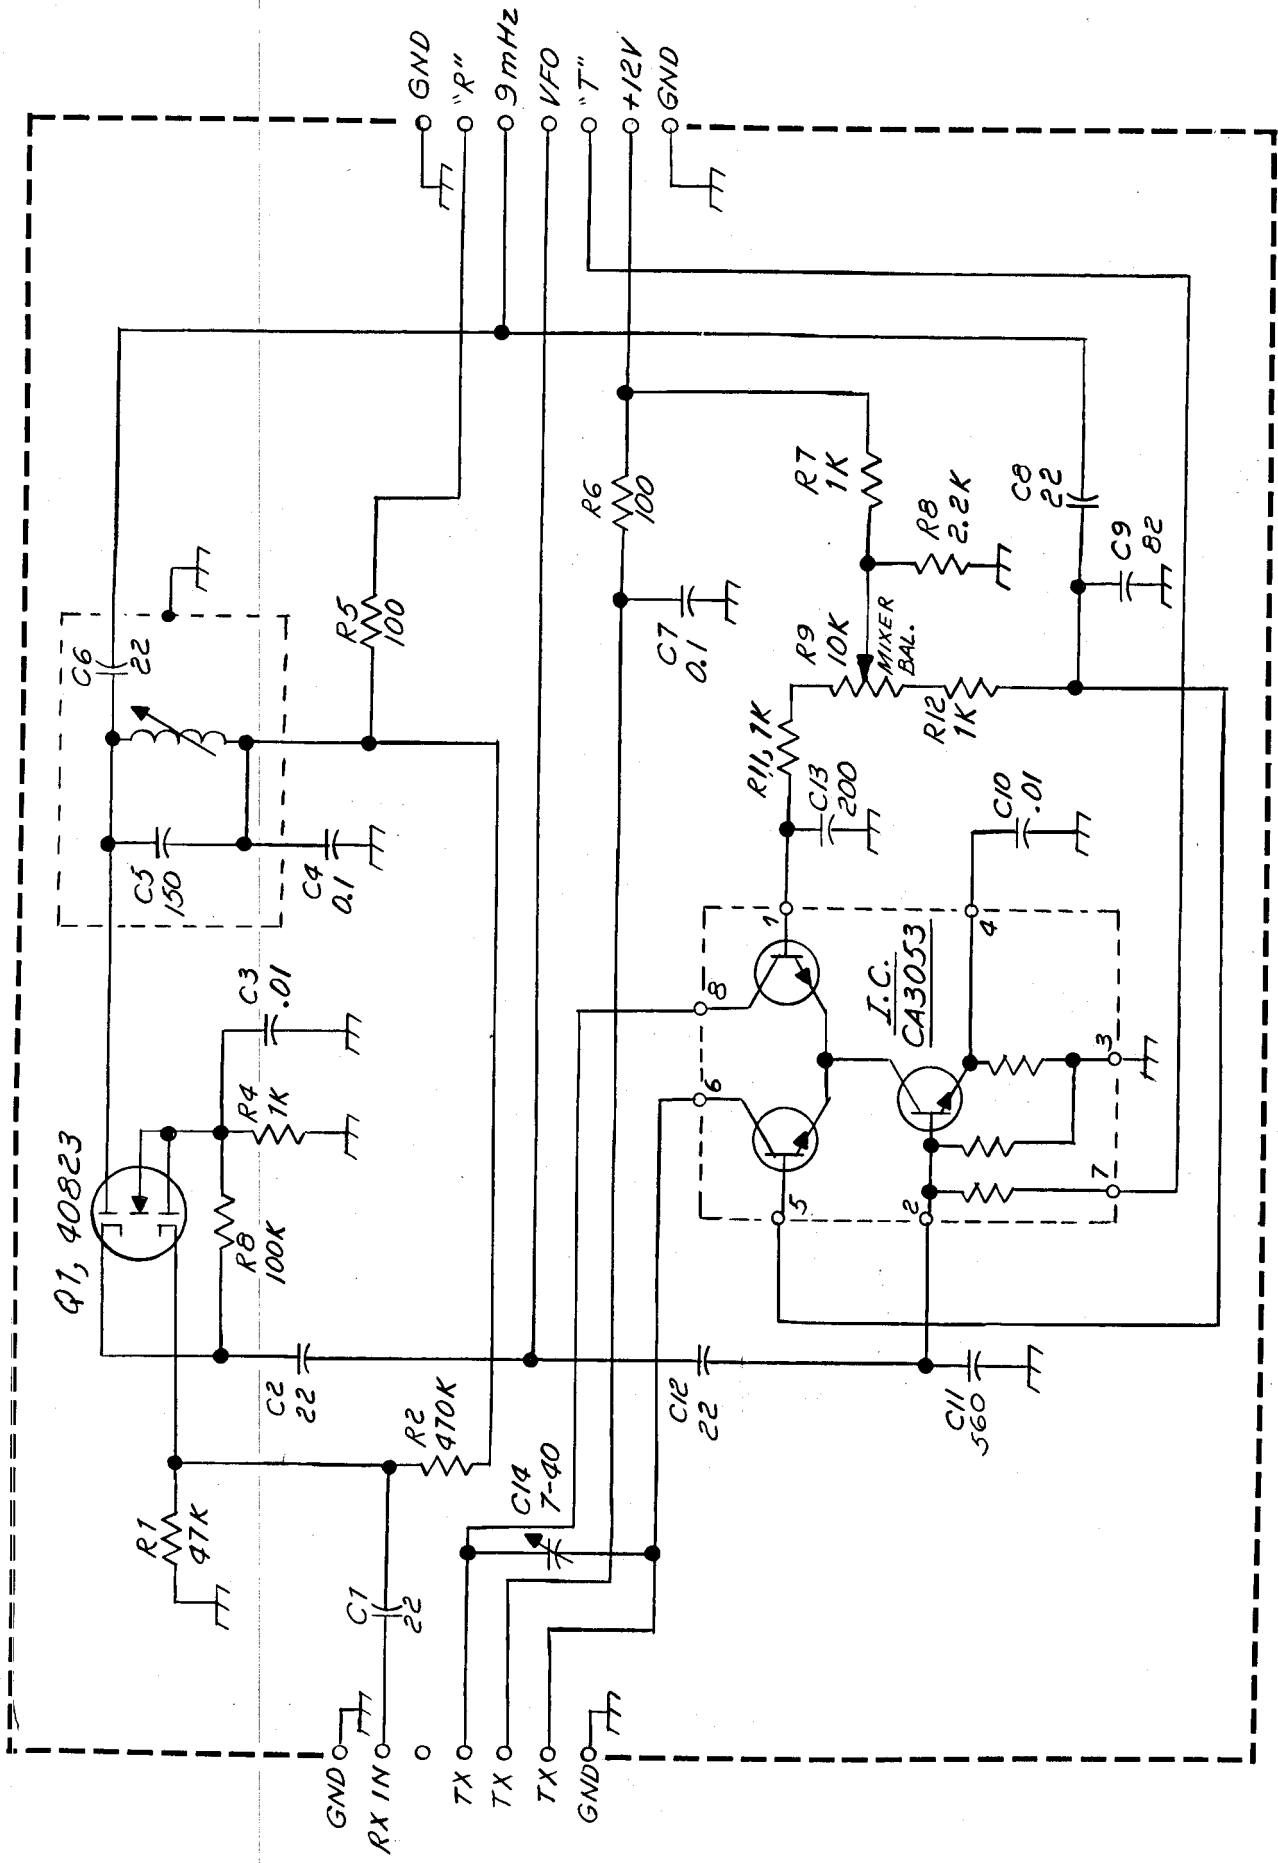 GND
"R"
9mHz
VFO
"T"
+12V
GND
C6
22
C5
150
C4
0.1
R5
100
R6
100
C7
0.1
R7
1K
R8
2.2K
C8
22
C9
82
R9
10K
MIXER
BAL.
R12
1K
R11, 1K
C13
200
C10
.01
Q1, 40823
C3
.01
R4
1K
R8
100K
I.C.
CA3053
1
8
6
5
4
3
2
7
C2
22
R2
470K
C12
22
C11
560
C14
7-40
R1
47K
C1
22
GND
RX IN
TX
TX
TX
GND